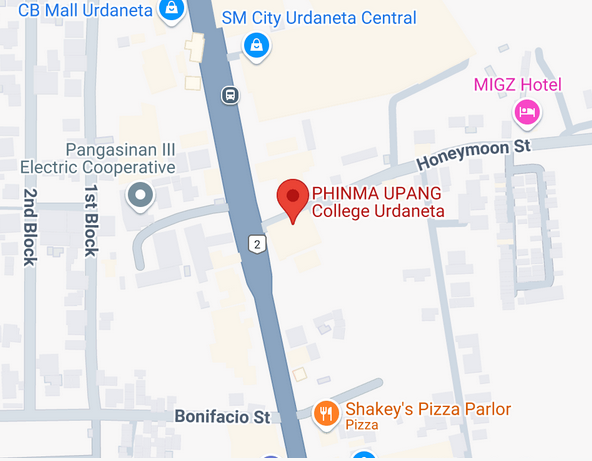 CB Mall Urdaneta
SM City Urdaneta Central
MIGZ Hotel
Honeymoon St
Pangasinan III
Electric Cooperative
PHINMA UPANG
College Urdaneta
2nd Block
1st Block
2
Bonifacio St
Shakey's Pizza Parlor
Pizza